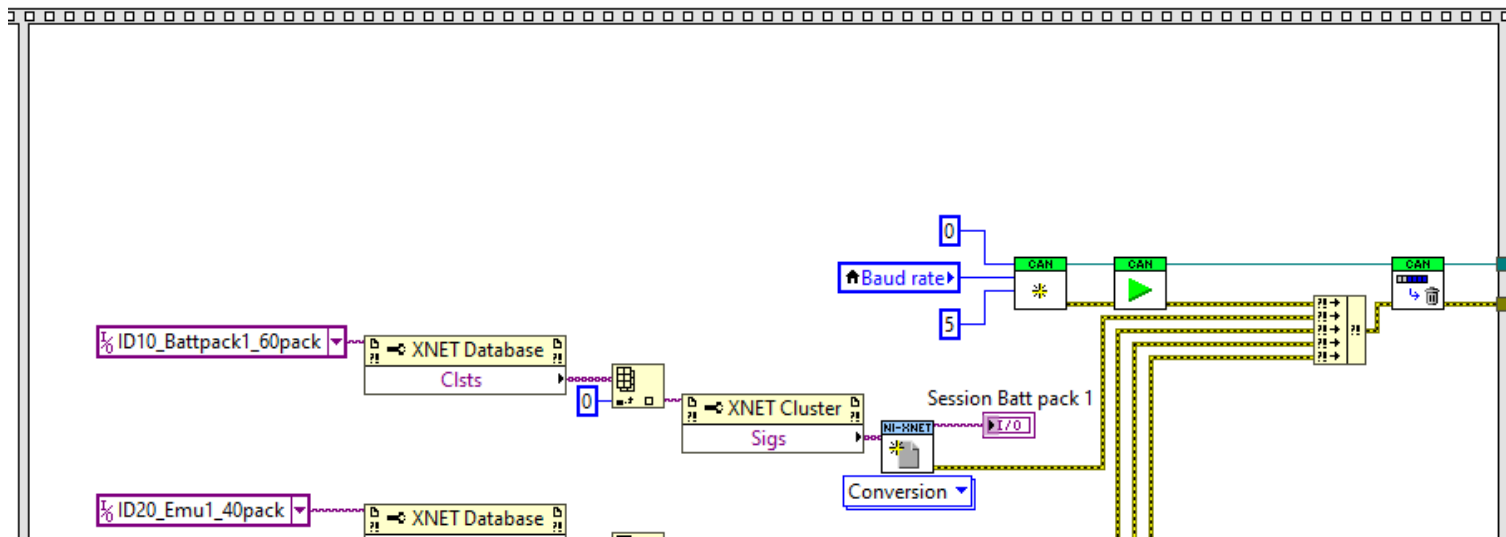 0
CAN
CAN
CAN
Baud rate
5
ID10_Battpack1_60pack
XNET Database
Clsts
0
XNET Cluster
Sigs
Session Batt pack 1
NI-XNET
I/O
Conversion
ID20_Emu1_40pack
XNET Database